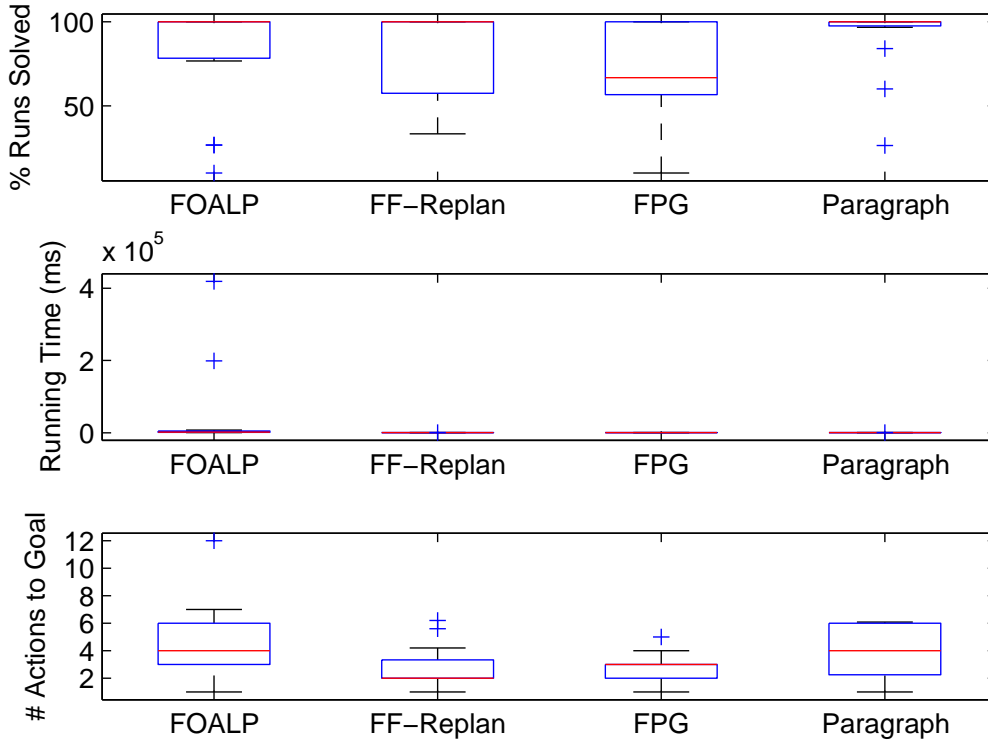 % Runs Solved
100
50
FOALP FF−Replan FPG Paragraph
x 10^5
Running Time (ms)
4
2
0
FOALP FF−Replan FPG Paragraph
# Actions to Goal
12
10
8
6
4
2
FOALP FF−Replan FPG Paragraph